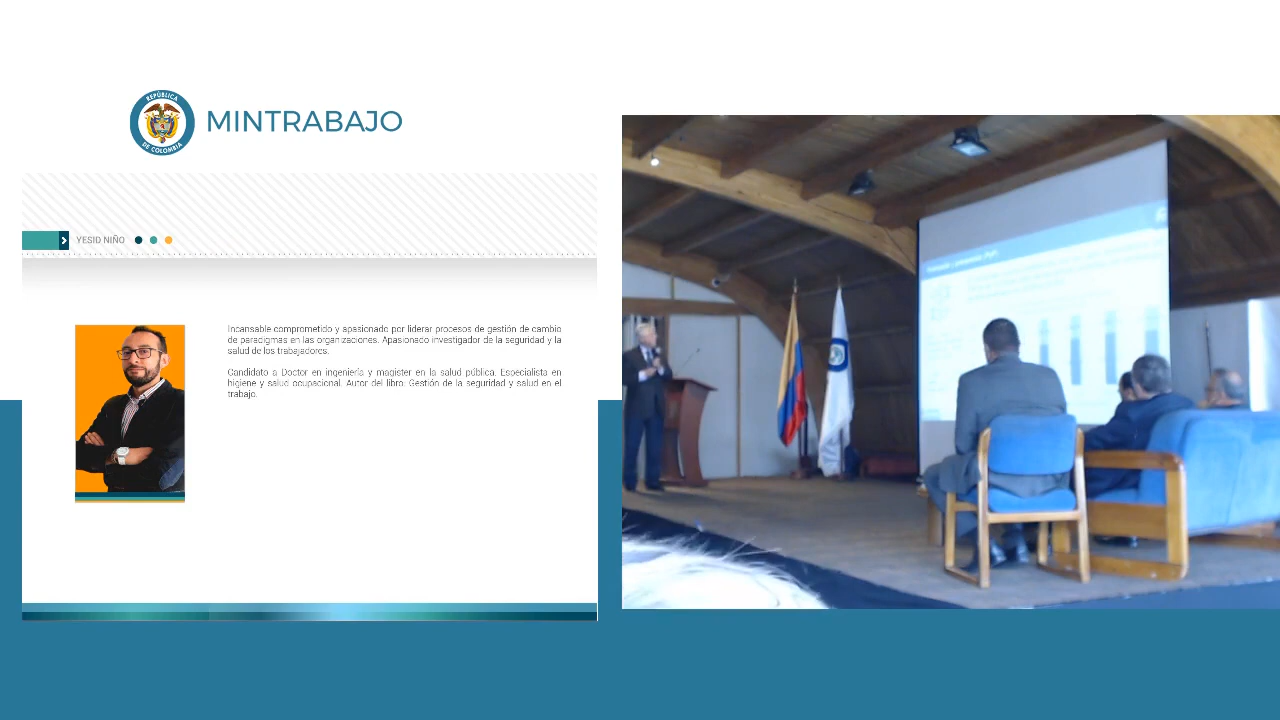 REPÚBLICA
DE COLOMBIA
MINTRABAJO
YESID NIÑO
Incansable comprometido y apasionado por liderar procesos de gestión de cambio
de paradigmas en las organizaciones. Apasionado investigador de la seguridad y la
salud de los trabajadores.
Candidato a Doctor en ingeniería y magister en la salud pública. Especialista en
higiene y salud ocupacional. Autor del libro: Gestión de la seguridad y salud en el
trabajo.